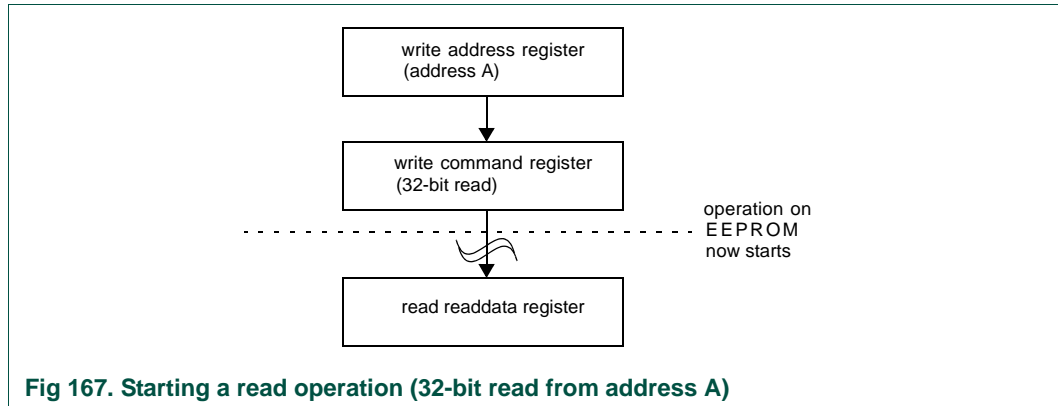 write address register
(address A)
write command register
(32-bit read)
operation on
EEPROM
now starts
read readdata register
Fig 167. Starting a read operation (32-bit read from address A)